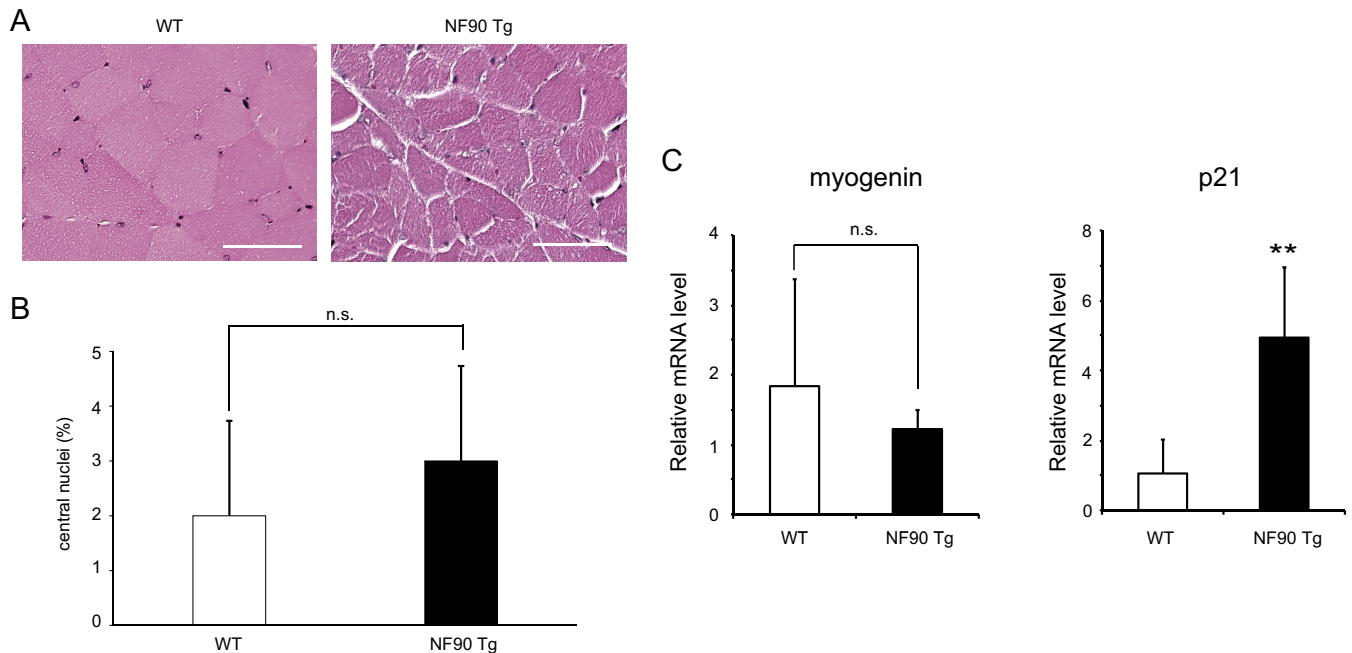 A
WT
NF90 Tg
B
n.s.
central nuclei (%)
5
4
3
2
1
0
WT
NF90 Tg
C
myogenin
n.s.
Relative mRNA level
4
3
2
1
0
WT
NF90 Tg
p21
**
Relative mRNA level
8
6
4
2
0
WT
NF90 Tg